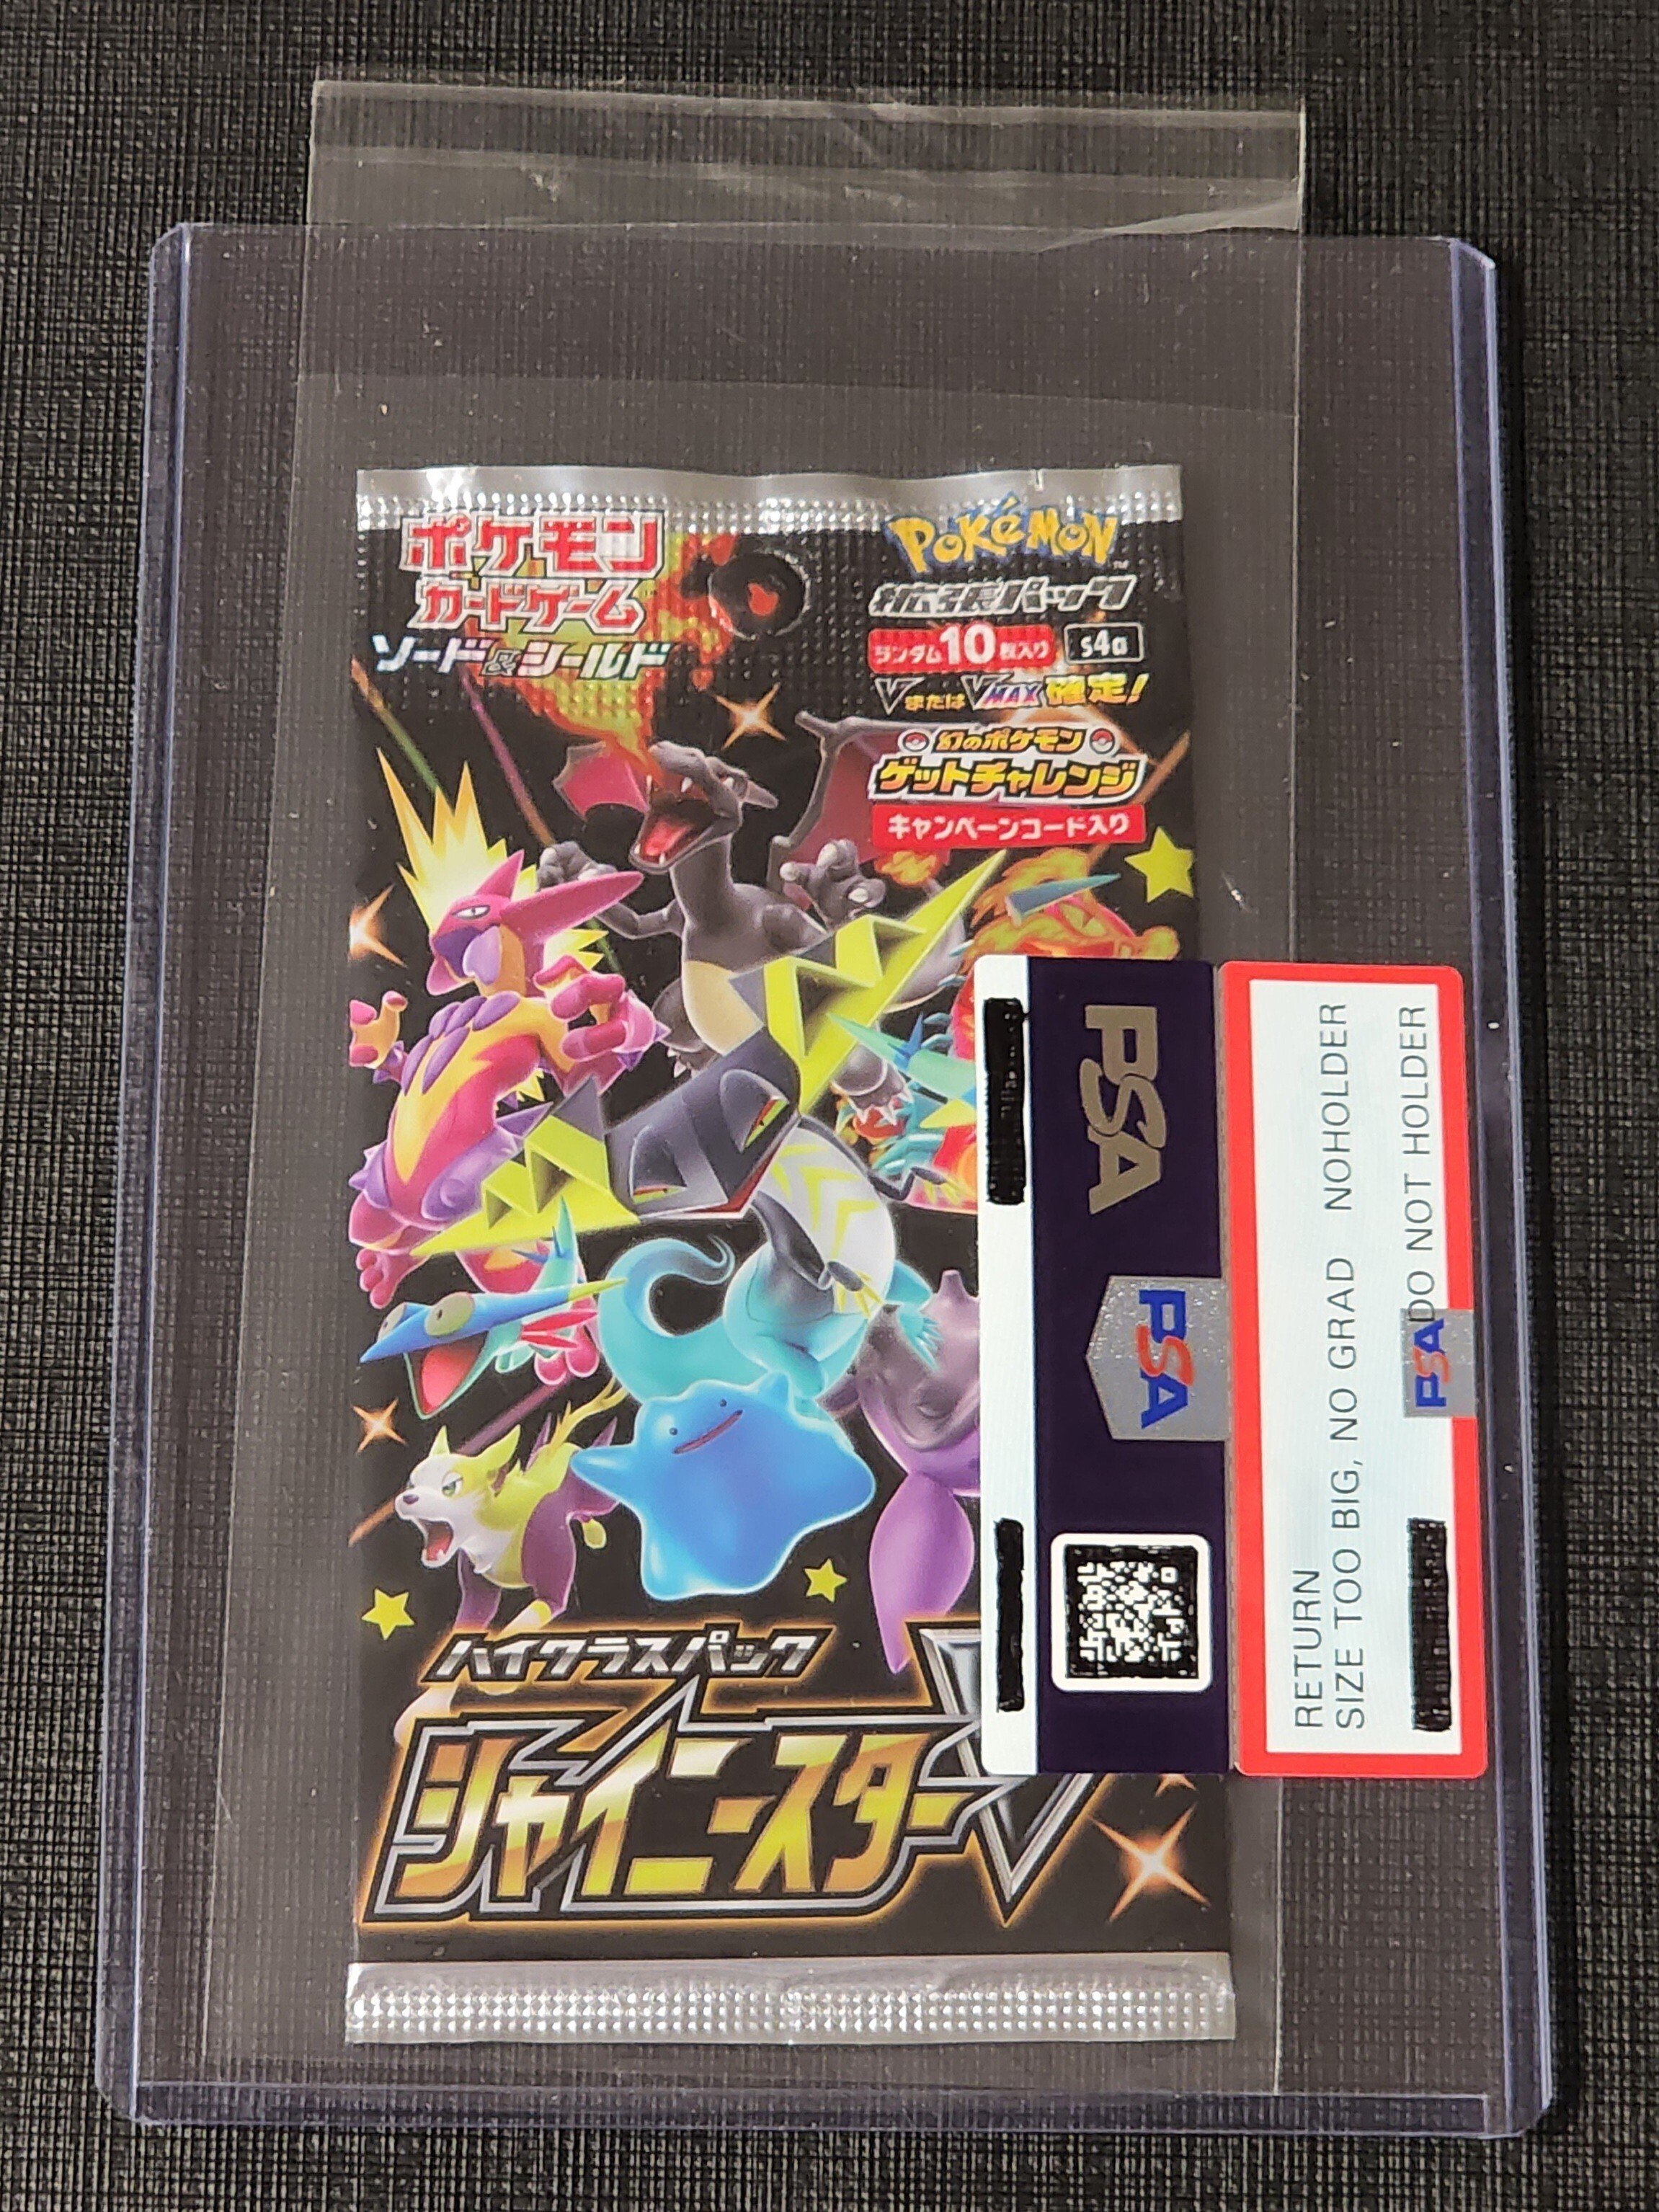 ポケモン
カードゲーム
ソード&シールド
POKéMON
拡張パック
ランダム10枚入り s4a
VまたはVMAX確定!
幻のポケモン
ゲットチャレンジ
キャンペーンコード入り
PSA
PSA
RETURN
SIZE TOO BIG, NO GRAD NOHOLDER
DO NOT HOLDER
PSA
ハイクラスパック
シャイニースターV